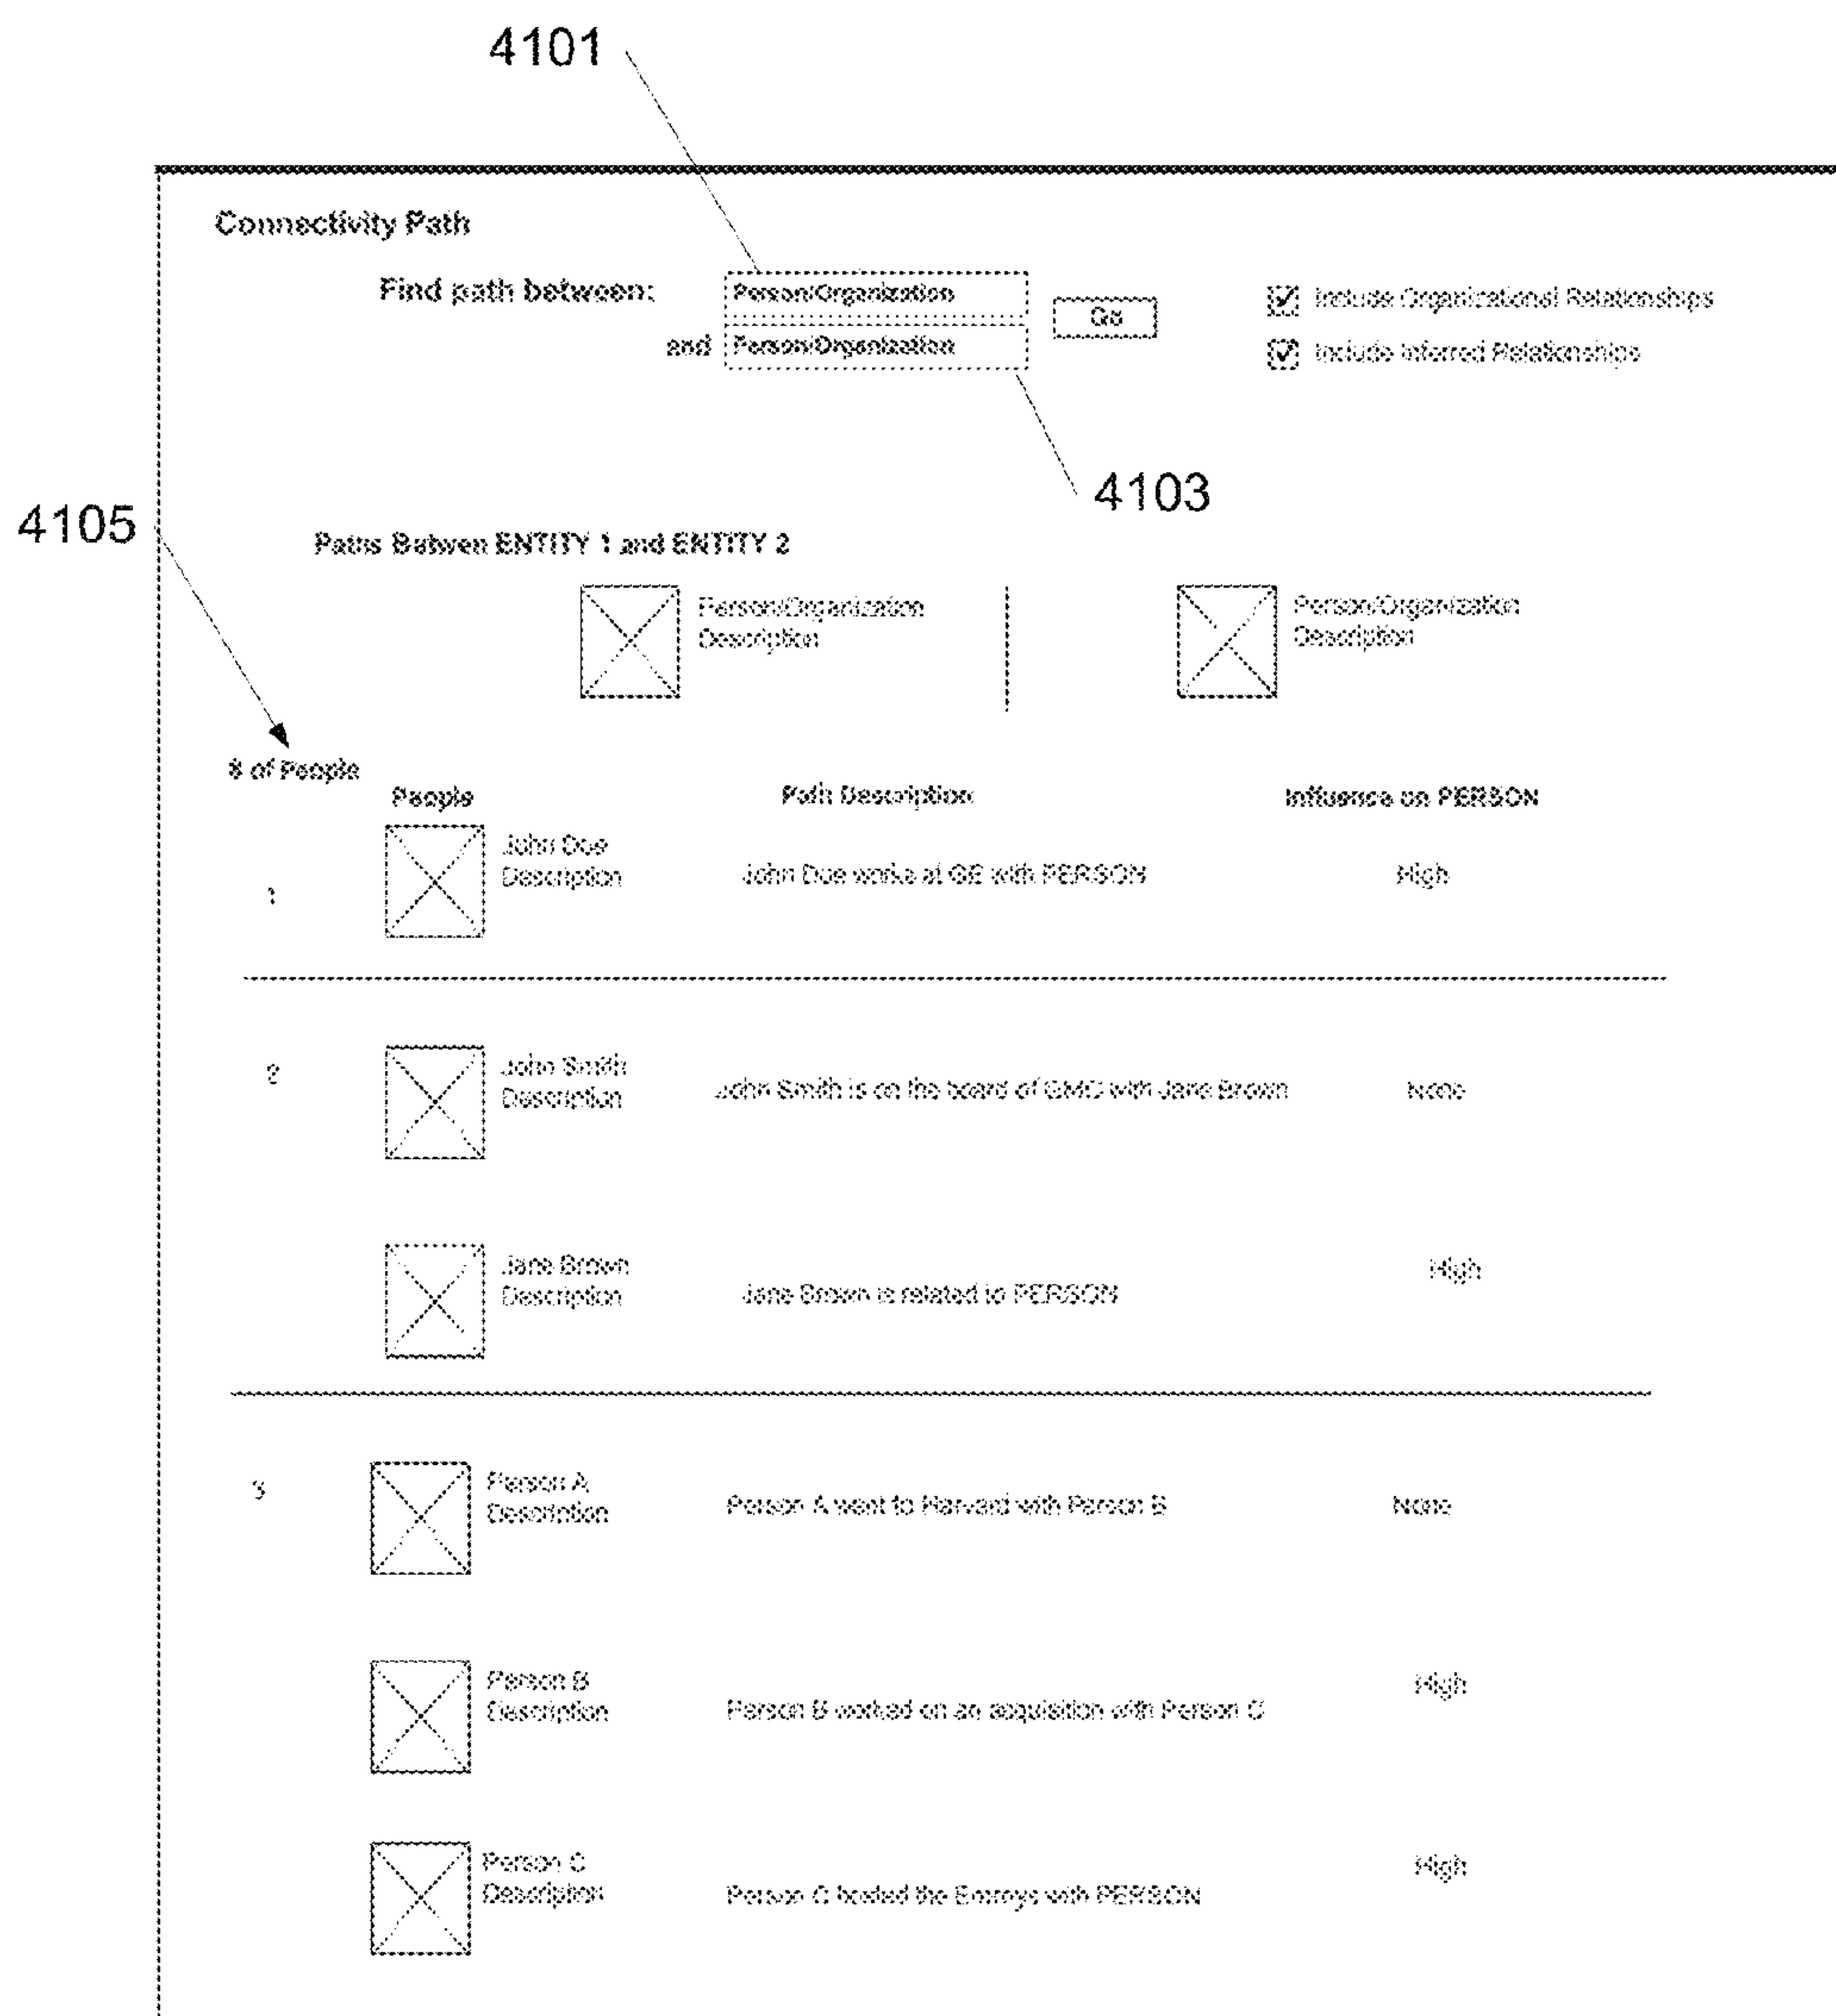 4101
Connectivity Path
Find path between:
Person/Organization
Go
Include Organizational Relationships
and
Person/Organization
Include Inferred Relationships
4103
4105
Paths Betwen ENTITY 1 and ENTITY 2
Person/Organization
Description
Person/Organization
Description
# of People
People
Path Description
Influence on PERSON
1
John Doe
Description
John Doe works at GE with PERSON
High
2
John Smith
Description
John Smith is on the board of GMC with Jane Brown
None
Jane Brown
Description
Jane Brown is related to PERSON
High
3
Person A
Description
Person A went to Harvard with Person B
None
Person B
Description
Person B worked on an acquisition with Person C
High
Person C
Description
Person C hosted the Emmys with PERSON
High